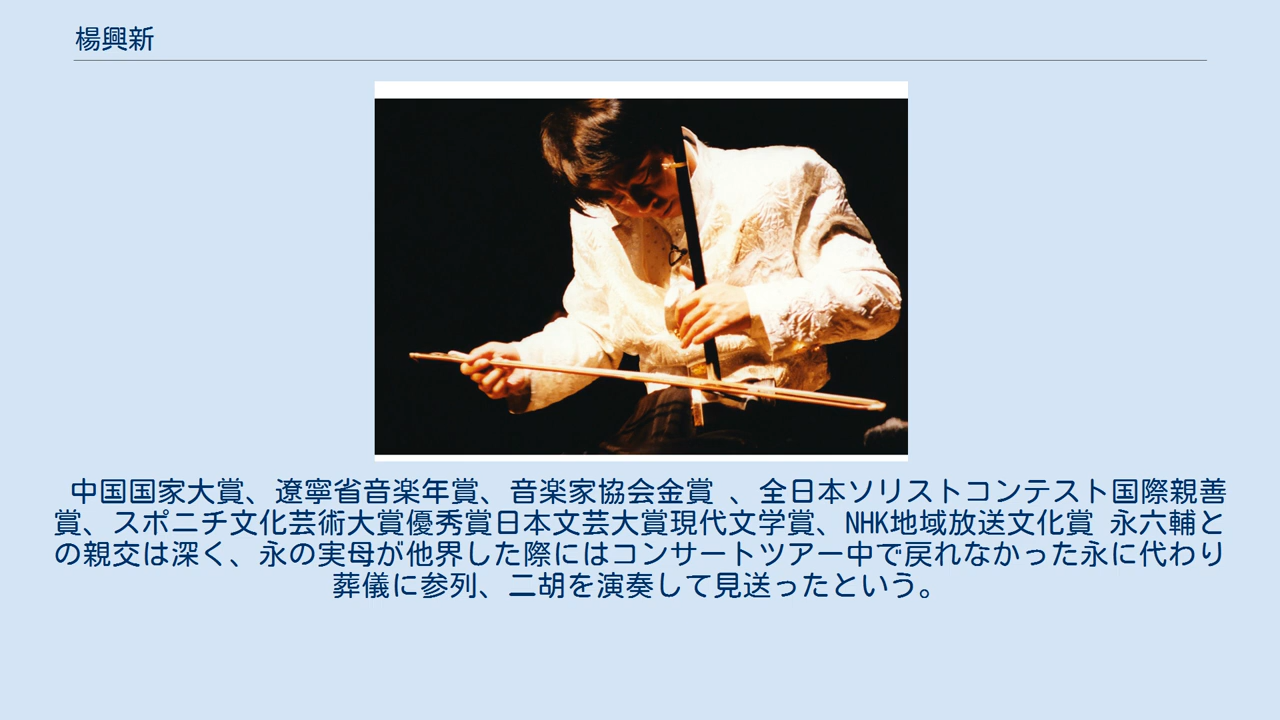 楊興新
中国国家大賞、遼寧省音楽年賞、音楽家協会金賞 、全日本ソリストコンテスト国際親善
賞、スポニチ文化芸術大賞優秀賞日本文芸大賞現代文学賞、NHK地域放送文化賞 永六輔と
の親交は深く、永の実母が他界した際にはコンサートツアー中で戻れなかった永に代わり
葬儀に参列、二胡を演奏して見送ったという。